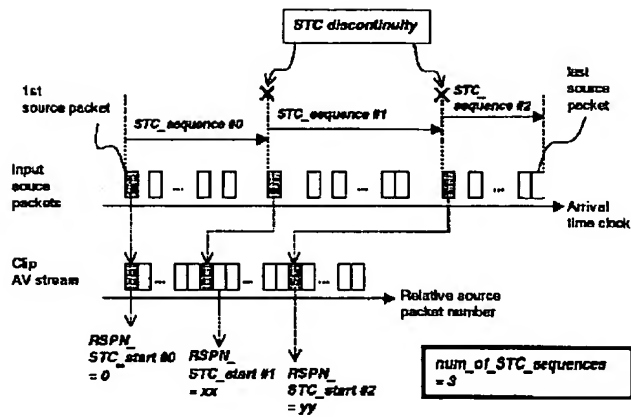 STC discontinuity
1st
source packet
last
source
packet
STC_sequence #0
STC_sequence #1
STC_
sequence #2
Input
souce
packets
...
...
...
Arrival
time clock
Clip
AV stream
...
...
...
Relative source
packet number
RSPN_
STC_start #0
= 0
RSPN_
STC_start #1
= xx
RSPN_
STC_start #2
= yy
num_of_STC_sequences
= 3